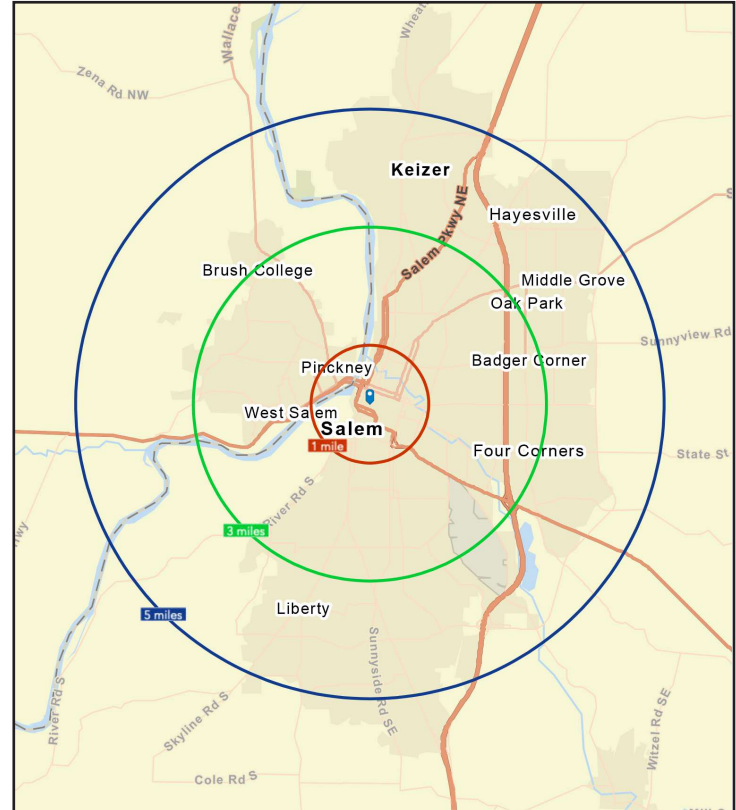 Wallace
Zena Rd NW
Keizer
Salem Pkwy NE
Hayesville
Brush College
Middle Grove
Oak Park
Sunnyview Rd
Pinckney
Badger Corner
West Salem
Salem
1 mile
Four Corners
State St
River Rd S
3 miles
Liberty
5 miles
Sunnyside Rd SE
River Rd S
Skyline Rd S
Witzel Rd SE
Cole Rd S